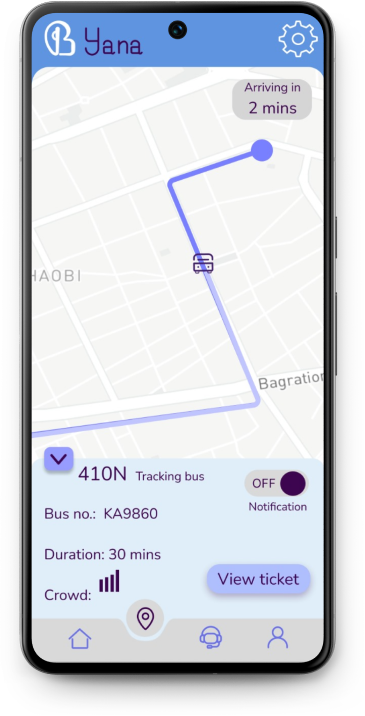 B Yana
Arriving in
2 mins
HAOBI
Bagration
410N Tracking bus
OFF
Notification
Bus no.: KA9860
Duration: 30 mins
Crowd:
View ticket